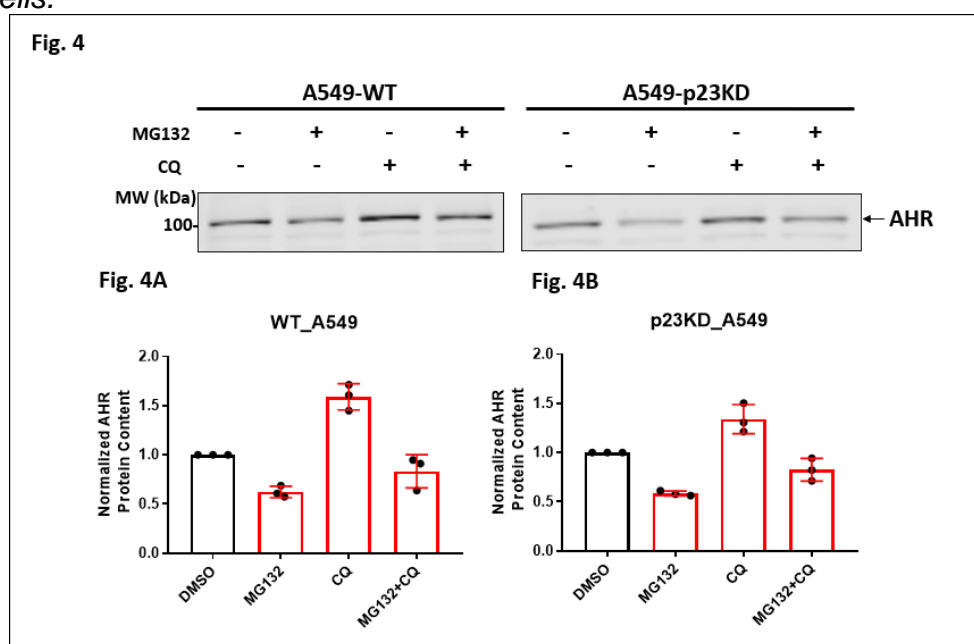 ells.
Fig. 4
A549-WT A549-p23KD
MG132 - + - + - + - +
CQ - - + + - - + +
MW (kDa)
100-
← AHR
Fig. 4A Fig. 4B
WT_A549 p23KD_A549
Normalized AHR
Protein Content
2.0
1.5
1.0
0.5
0.0
DMSO MG132 CQ MG132+CQ
Normalized AHR
Protein Content
2.0
1.5
1.0
0.5
0.0
DMSO MG132 CQ MG132+CQ